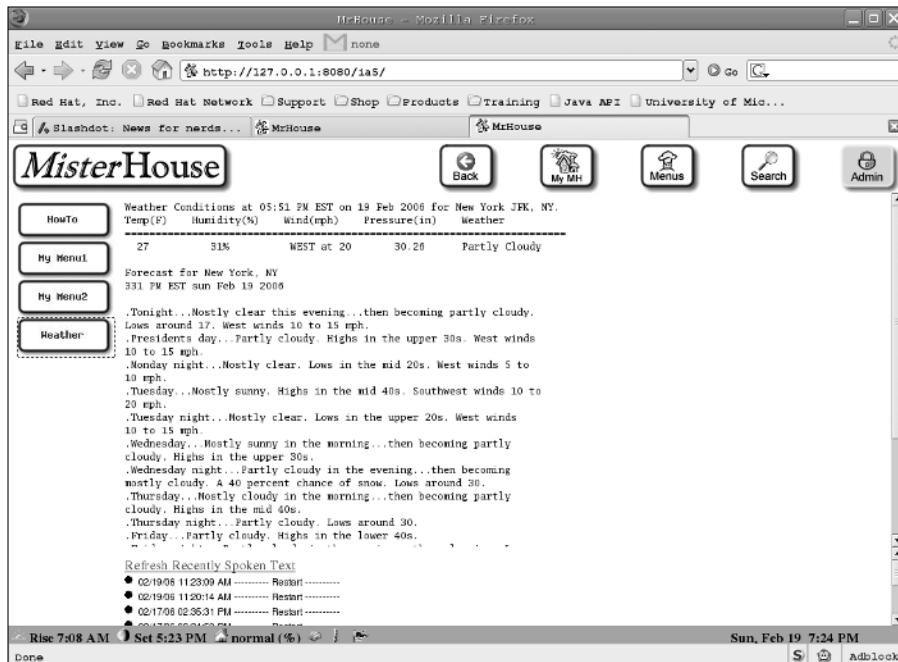 MrHouse - Mozilla Firefox
File Edit View Go Bookmarks Tools Help none
http://127.0.0.1:8080/ia5/ Go
Red Hat, Inc. Red Hat Network Support Shop Products Training Java API University of Mic...
Slashdot: News for nerds... MrHouse MrHouse
MisterHouse Back My MH Menus Search Admin
HowTo
My Menu1
My Menu2
Weather
Weather Conditions at 05:51 PM EST on 19 Feb 2006 for New York JFK, NY.
Temp(F) Humidity(%) Wind(mph) Pressure(in) Weather
==================================================================
27 31% WEST at 20 30.26 Partly Cloudy
Forecast for New York, NY
331 PM EST sun Feb 19 2006
.Tonight...Mostly clear this evening...then becoming partly cloudy.
Lows around 17. West winds 10 to 15 mph.
.Presidents day...Partly cloudy. Highs in the upper 30s. West winds
10 to 15 mph.
.Monday night...Mostly clear. Lows in the mid 20s. West winds 5 to
10 mph.
.Tuesday...Mostly sunny. Highs in the mid 40s. Southwest winds 10 to
20 mph.
.Tuesday night...Mostly clear. Lows in the upper 20s. West winds
10 to 15 mph.
.Wednesday...Mostly sunny in the morning...then becoming partly
cloudy. Highs in the upper 30s.
.Wednesday night...Partly cloudy in the evening...then becoming
mostly cloudy. A 40 percent chance of snow. Lows around 30.
.Thursday...Mostly cloudy in the morning...then becoming partly
cloudy. Highs in the mid 40s.
.Thursday night...Partly cloudy. Lows around 30.
.Friday...Partly cloudy. Highs in the lower 40s.
Refresh Recently Spoken Text
02/19/06 11:23:09 AM ---------- Restart ----------
02/19/06 11:20:14 AM ---------- Restart ----------
02/17/06 02:35:31 PM ---------- Restart ----------
Rise 7:08 AM Set 5:23 PM normal (%) Sun, Feb 19 7:24 PM
Done Adblock